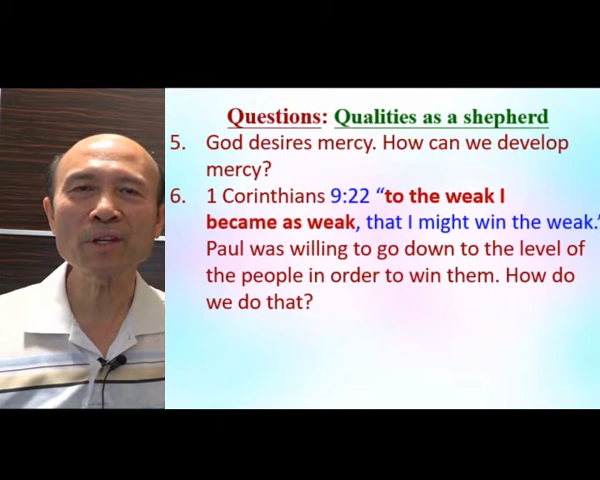 Questions: Qualities as a shepherd
5. God desires mercy. How can we develop
mercy?
6. 1 Corinthians 9:22 “to the weak I
became as weak, that I might win the weak.”
Paul was willing to go down to the level of
the people in order to win them. How do
we do that?